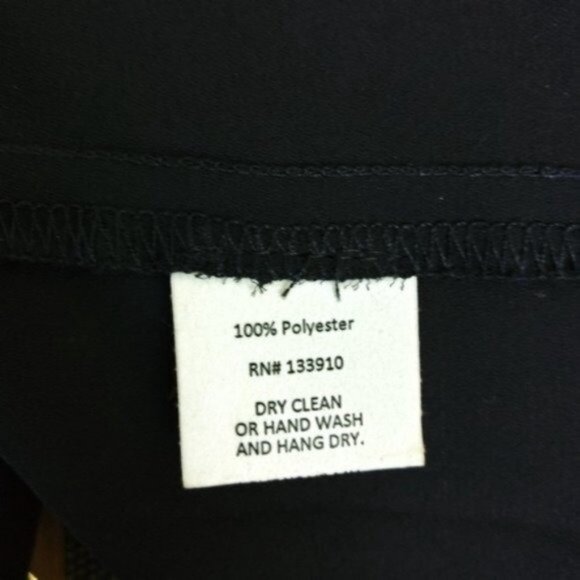 100% Polyester
RN# 133910
DRY CLEAN
OR HAND WASH
AND HANG DRY.